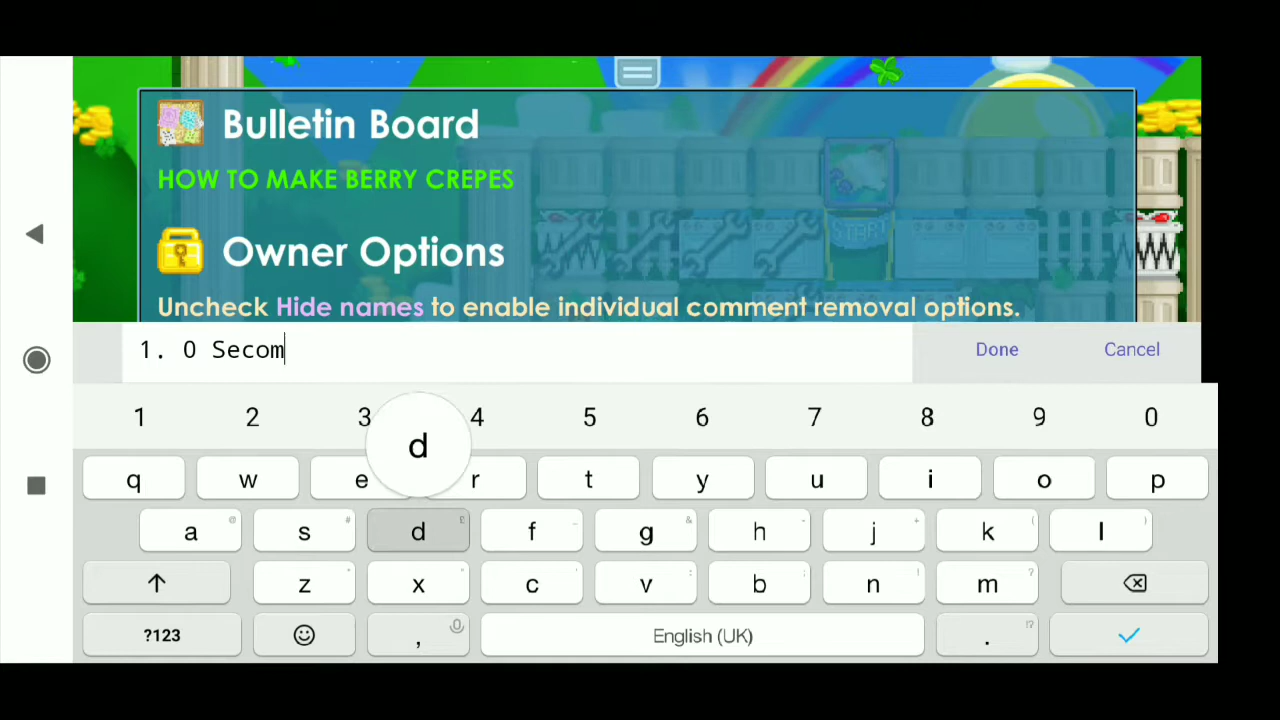 Bulletin Board
HOW TO MAKE BERRY CREPES
START
Owner Options
Uncheck Hide names to enable individual comment removal options.
1. O Secom
Done
Cancel
1 2 3 4 5 6 7 8 9 0
d
q w e r t y u i o p
a @ s # d £ f _ g & h - j + k ( l )
z x c v b n ! m ?
?123 , English (UK) . !?